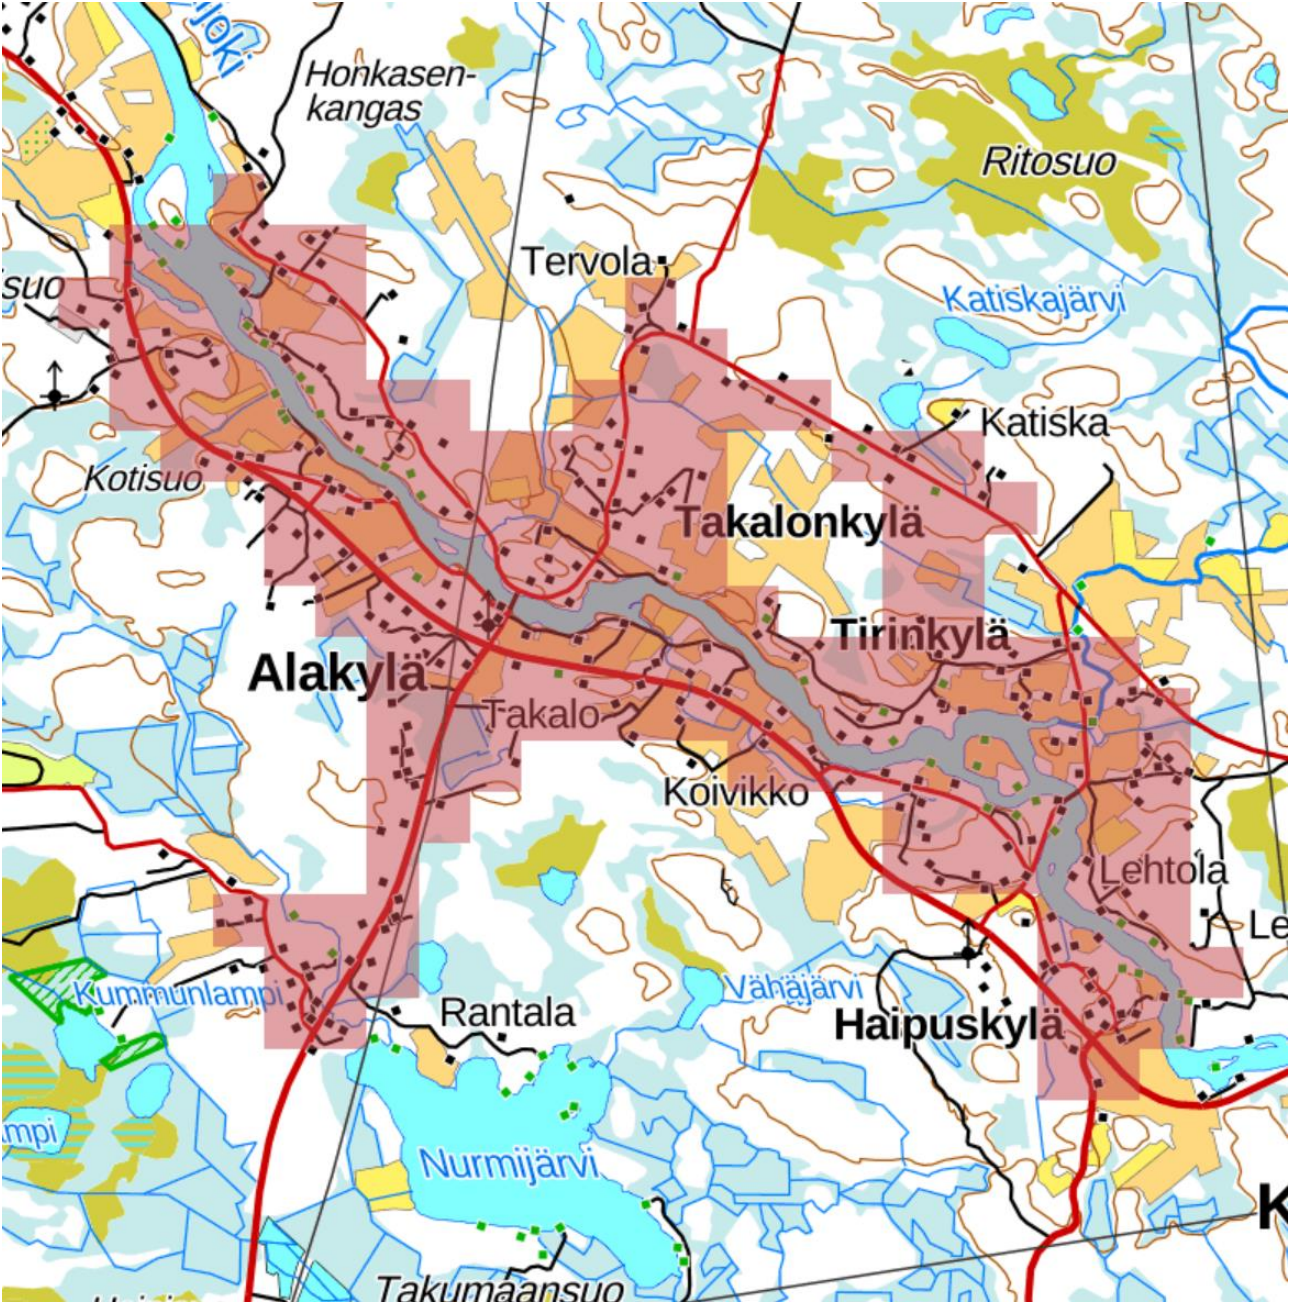 ijoki
Honkasen-
kangas
Ritosuo
Tervola
suo
Katiskajärvi
Katiska
Kotisuo
Takalonkylä
Tirinkylä
Alakylä
Takalo
Koivikko
Lehtola
Le
Kummunlampi
Vähäjärvi
Rantala
Haipuskylä
mpi
Nurmijärvi
K
Takumaansuo